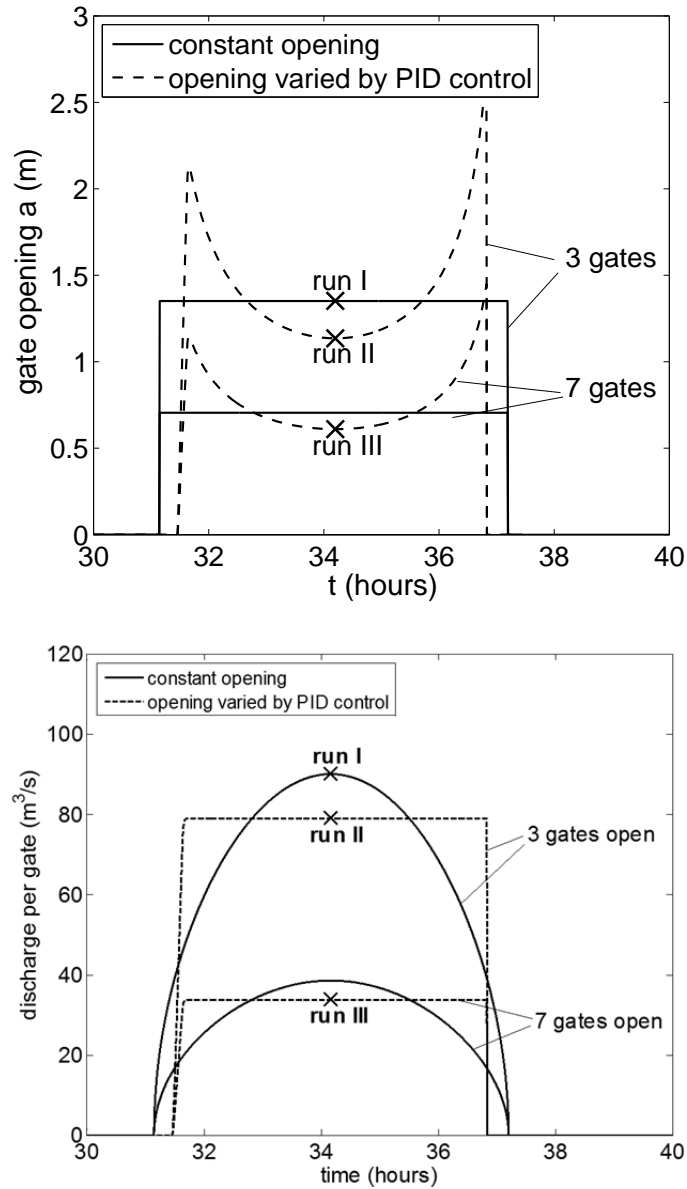 3
2.5
2
1.5
1
0.5
0
gate opening a (m)
constant opening
opening varied by PID control
run I
run II
run III
3 gates
7 gates
30
32
34
36
38
40
t (hours)
120
100
80
60
40
20
0
discharge per gate (m³/s)
constant opening
opening varied by PID control
run I
run II
run III
3 gates open
7 gates open
30
32
34
36
38
40
time (hours)